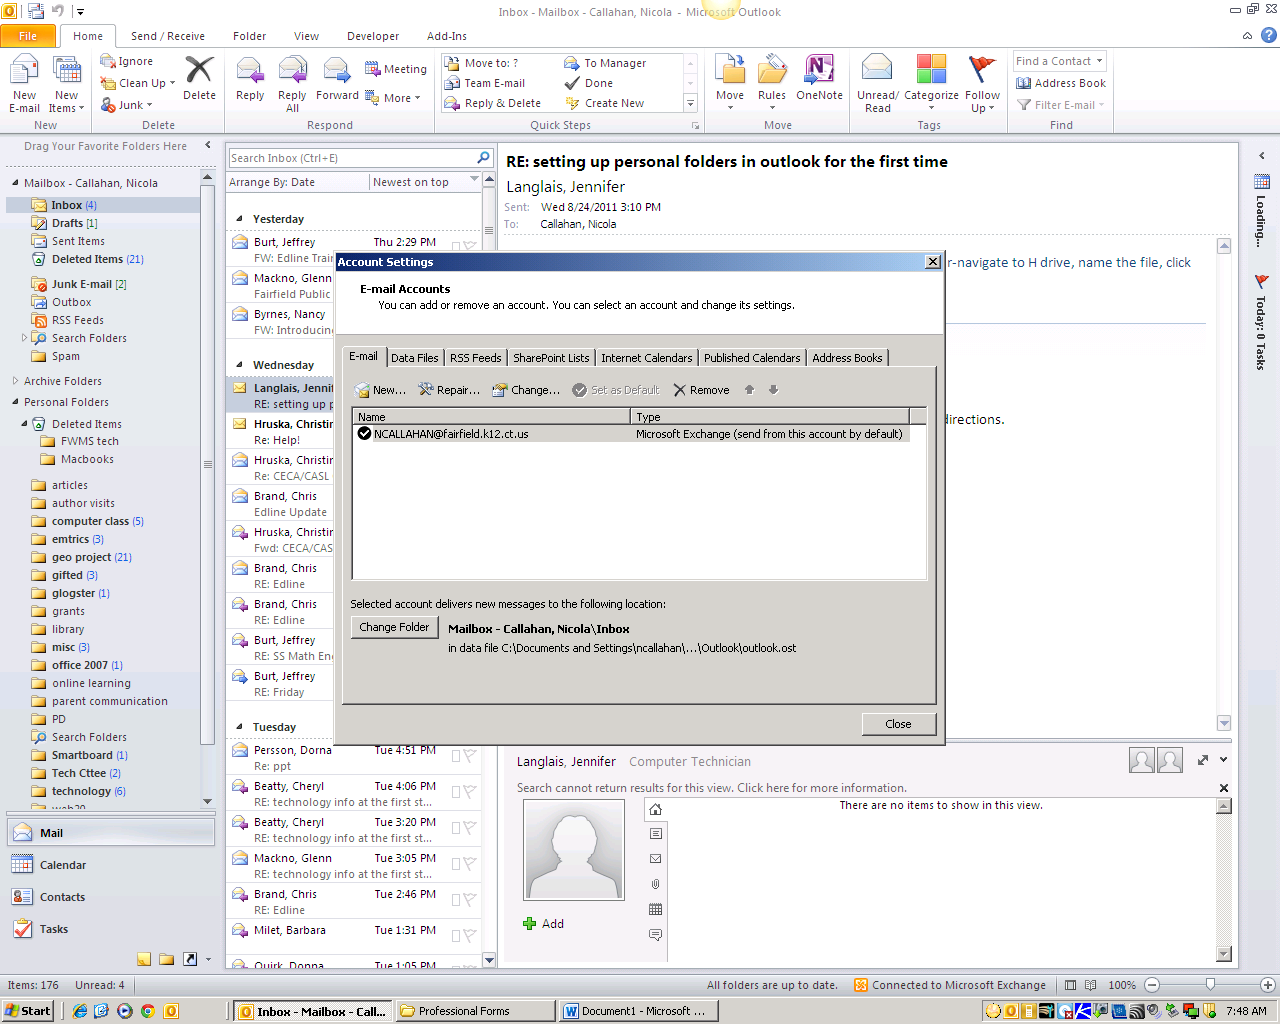 Inbox - Mailbox - Callahan, Nicola - Microsoft Outlook
File Home Send / Receive Folder View Developer Add-Ins
New E-mail
New Items
Ignore
Clean Up
Junk
Delete
Reply
Reply All
Forward
Meeting
More
Move to: ?
Team E-mail
Reply & Delete
To Manager
Done
Create New
Move
Rules
OneNote
Unread/ Read
Categorize
Follow Up
Find a Contact
Address Book
Filter E-mail
New Delete Respond Quick Steps Move Tags Find
Drag Your Favorite Folders Here
Mailbox - Callahan, Nicola
Inbox (4)
Drafts [1]
Sent Items
Deleted Items (21)
Junk E-mail [2]
Outbox
RSS Feeds
Search Folders
Spam
Archive Folders
Personal Folders
Deleted Items
FWMS tech
Macbooks
articles
author visits
computer class (5)
emtrics (3)
geo project (21)
gifted (3)
glogster (1)
grants
library
misc (3)
office 2007 (1)
online learning
parent communication
PD
Search Folders
Smartboard (1)
Tech Cttee (2)
technology (6)
web20
Mail
Calendar
Contacts
Tasks
Search Inbox (Ctrl+E)
Arrange By: Date Newest on top
Yesterday
Burt, Jeffrey Thu 2:29 PM
FW: Edline Trai
Mackno, Glenn
Fairfield Public
Byrnes, Nancy
FW: Introducin
Wednesday
Langlais, Jennif
RE: setting up p
Hruska, Christin
Re: Help!
Hruska, Christin
Re: CECA/CASL
Brand, Chris
Edline Update
Hruska, Christin
Fwd: CECA/CAS
Brand, Chris
RE: Edline
Brand, Chris
RE: Edline
Burt, Jeffrey
RE: SS Math En
Burt, Jeffrey
RE: Friday
Tuesday
Persson, Dorna Tue 4:51 PM
Re: ppt
Beatty, Cheryl Tue 4:06 PM
RE: technology info at the first st...
Beatty, Cheryl Tue 3:20 PM
RE: technology info at the first st...
Mackno, Glenn Tue 3:05 PM
RE: technology info at the first st...
Brand, Chris Tue 2:46 PM
RE: Edline
Milet, Barbara Tue 1:31 PM
Quirk, Donna Tue 1:05 PM
RE: setting up personal folders in outlook for the first time
Langlais, Jennifer
Sent: Wed 8/24/2011 3:10 PM
To: Callahan, Nicola
r-navigate to H drive, name the file, click
directions.
Account Settings
E-mail Accounts
You can add or remove an account. You can select an account and change its settings.
E-mail Data Files RSS Feeds SharePoint Lists Internet Calendars Published Calendars Address Books
New... Repair... Change... Set as Default Remove
Name Type
NCALLAHAN@fairfield.k12.ct.us Microsoft Exchange (send from this account by default)
Selected account delivers new messages to the following location:
Change Folder Mailbox - Callahan, Nicola\Inbox
in data file C:\Documents and Settings\ncallahan\...\Outlook\outlook.ost
Close
Langlais, Jennifer Computer Technician
Search cannot return results for this view. Click here for more information.
There are no items to show in this view.
Add
Loading...
Today: 0 Tasks
Items: 176 Unread: 4 All folders are up to date. Connected to Microsoft Exchange 100%
Start Inbox - Mailbox - Call... Professional Forms Document1 - Microsoft ... 7:48 AM